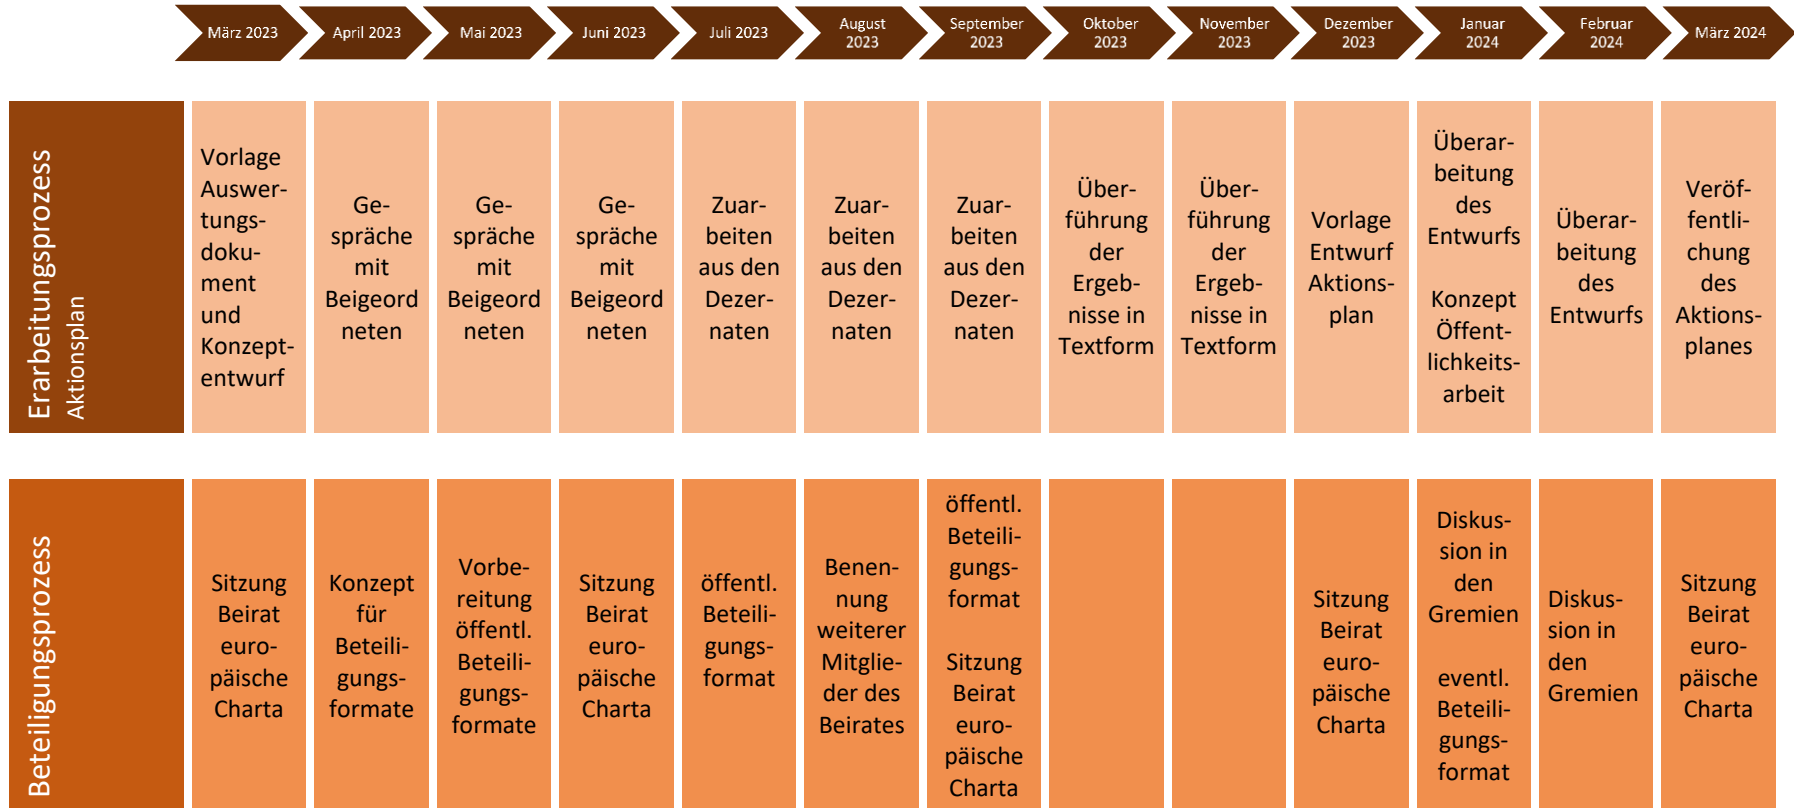 März 2023
April 2023
Mai 2023
Juni 2023
Juli 2023
August
2023
September
2023
Oktober
2023
November
2023
Dezember
2023
Januar
2024
Februar
2024
März 2024
Erarbeitungsprozess
Aktionsplan
Vorlage
Auswer-
tungs-
doku-
ment
und
Konzept-
entwurf
Ge-
spräche
mit
Beigeord
neten
Ge-
spräche
mit
Beigeord
neten
Ge-
spräche
mit
Beigeord
neten
Zuar-
beiten
aus den
Dezer-
naten
Zuar-
beiten
aus den
Dezer-
naten
Zuar-
beiten
aus den
Dezer-
naten
Über-
führung
der
Ergeb-
nisse in
Textform
Über-
führung
der
Ergeb-
nisse in
Textform
Vorlage
Entwurf
Aktions-
plan
Überar-
beitung
des
Entwurfs
Konzept
Öffent-
lichkeits-
arbeit
Überar-
beitung
des
Entwurfs
Veröf-
fentli-
chung
des
Aktions-
planes
Beteiligungsprozess
Sitzung
Beirat
euro-
päische
Charta
Konzept
für
Beteili-
gungs-
formate
Vorbe-
reitung
öffentl.
Beteili-
gungs-
formate
Sitzung
Beirat
euro-
päische
Charta
öffentl.
Beteili-
gungs-
format
Benen-
nung
weiterer
Mitglie-
der des
Beirates
öffentl.
Beteili-
gungs-
format
Sitzung
Beirat
euro-
päische
Charta
Sitzung
Beirat
euro-
päische
Charta
Diskus-
sion in
den
Gremien
eventl.
Beteili-
gungs-
format
Diskus-
sion in
den
Gremien
Sitzung
Beirat
euro-
päische
Charta